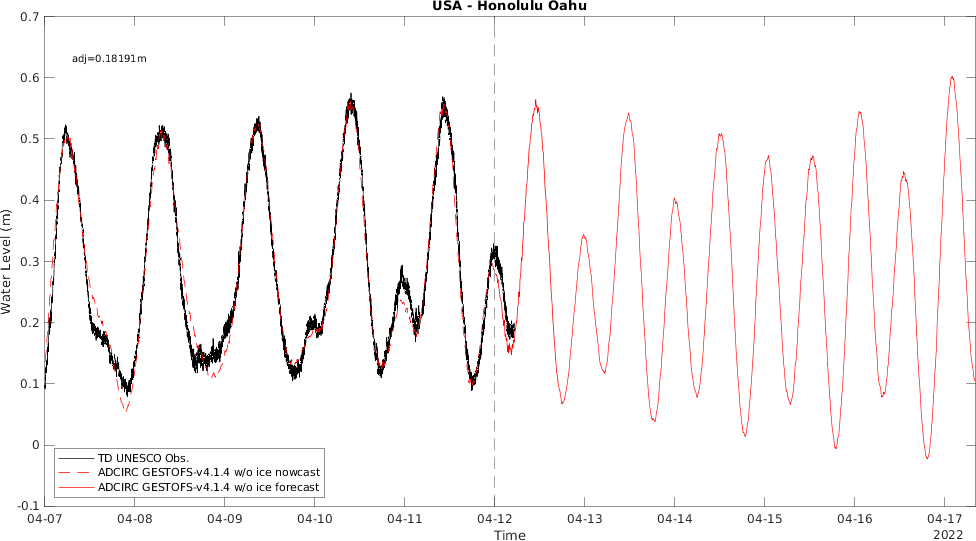 USA - Honolulu Oahu
adj=0.18191m
0.7
0.6
0.5
0.4
0.3
0.2
0.1
0
-0.1
Water Level (m)
TD UNESCO Obs.
ADCIRC GESTOFS-v4.1.4 w/o ice nowcast
ADCIRC GESTOFS-v4.1.4 w/o ice forecast
04-07 04-08 04-09 04-10 04-11 04-12 04-13 04-14 04-15 04-16 04-17
Time
2022